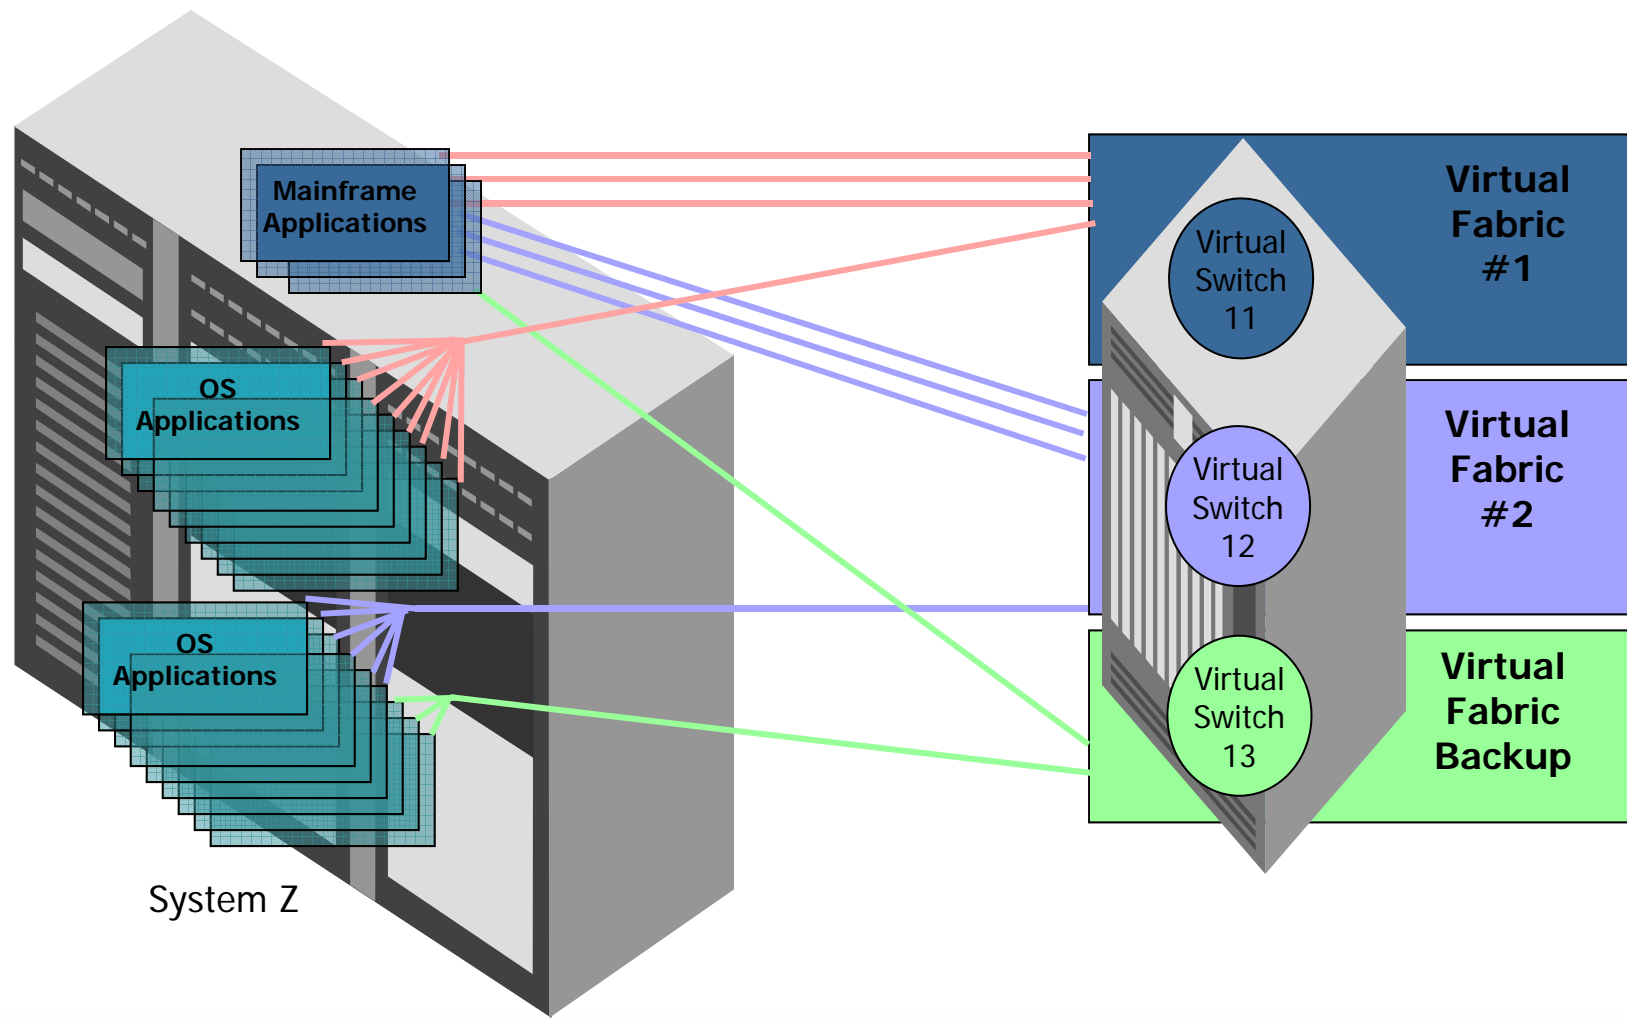 Mainframe
Applications
OS
Applications
OS
Applications
System Z
Virtual
Fabric
#1
Virtual
Switch
11
Virtual
Fabric
#2
Virtual
Switch
12
Virtual
Fabric
Backup
Virtual
Switch
13